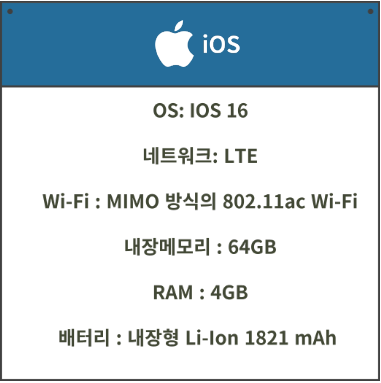 iOS
OS: IOS 16
네트워크: LTE
Wi-Fi : MIMO 방식의 802.11ac Wi-Fi
내장메모리 : 64GB
RAM : 4GB
배터리 : 내장형 Li-Ion 1821 mAh